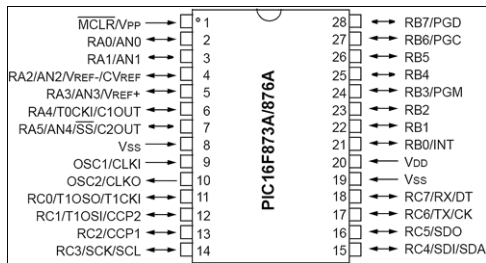 MCLR/VPP 1
RA0/AN0 2
RA1/AN1 3
RA2/AN2/VREF-/CVREF 4
RA3/AN3/VREF+ 5
RA4/T0CKI/C1OUT 6
RA5/AN4/SS/C2OUT 7
VSS 8
OSC1/CLKI 9
OSC2/CLKO 10
RC0/T1OSO/T1CKI 11
RC1/T1OSI/CCP2 12
RC2/CCP1 13
RC3/SCK/SCL 14
PIC16F873A/876A
28 RB7/PGD
27 RB6/PGC
26 RB5
25 RB4
24 RB3/PGM
23 RB2
22 RB1
21 RB0/INT
20 VDD
19 VSS
18 RC7/RX/DT
17 RC6/TX/CK
16 RC5/SDO
15 RC4/SDI/SDA